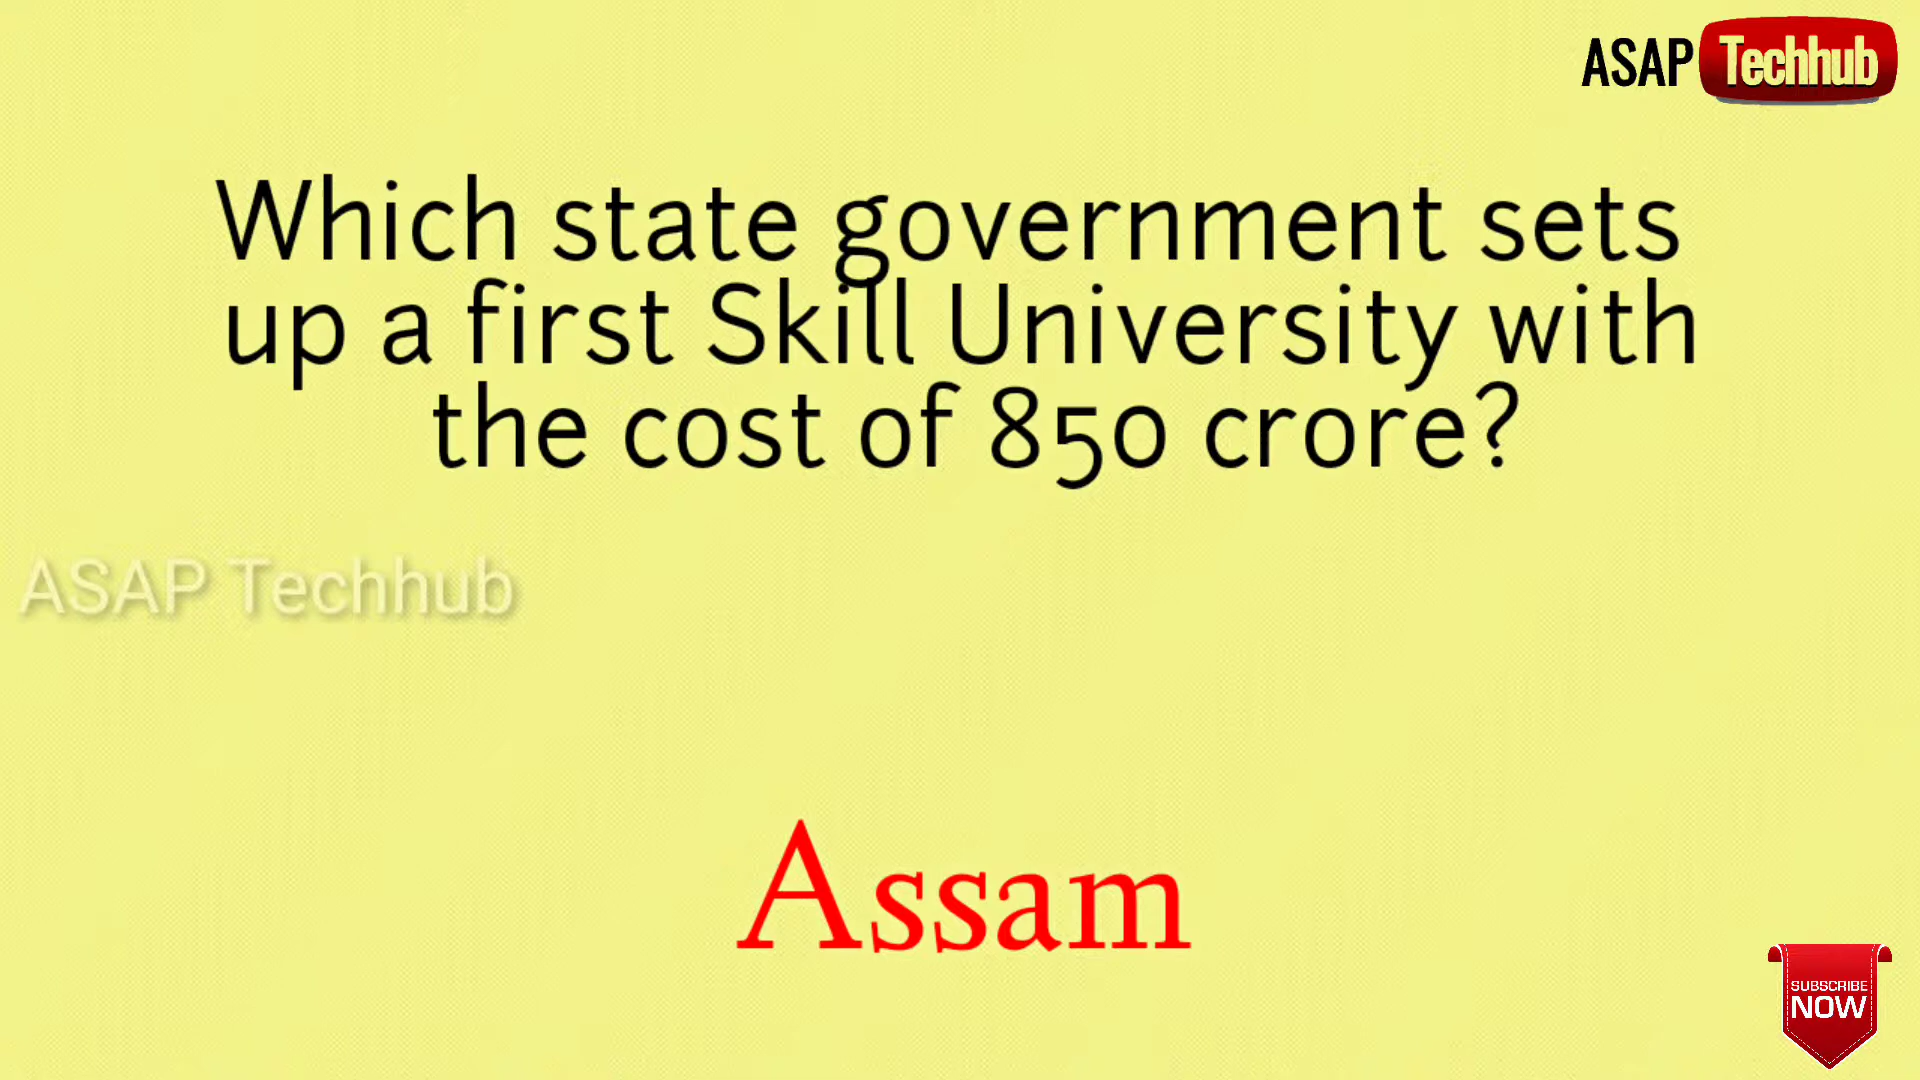 ASAP Techhub
Which state government sets
up a first Skill University with
the cost of 850 crore?
ASAP Techhub
Assam
SUBSCRIBE
NOW